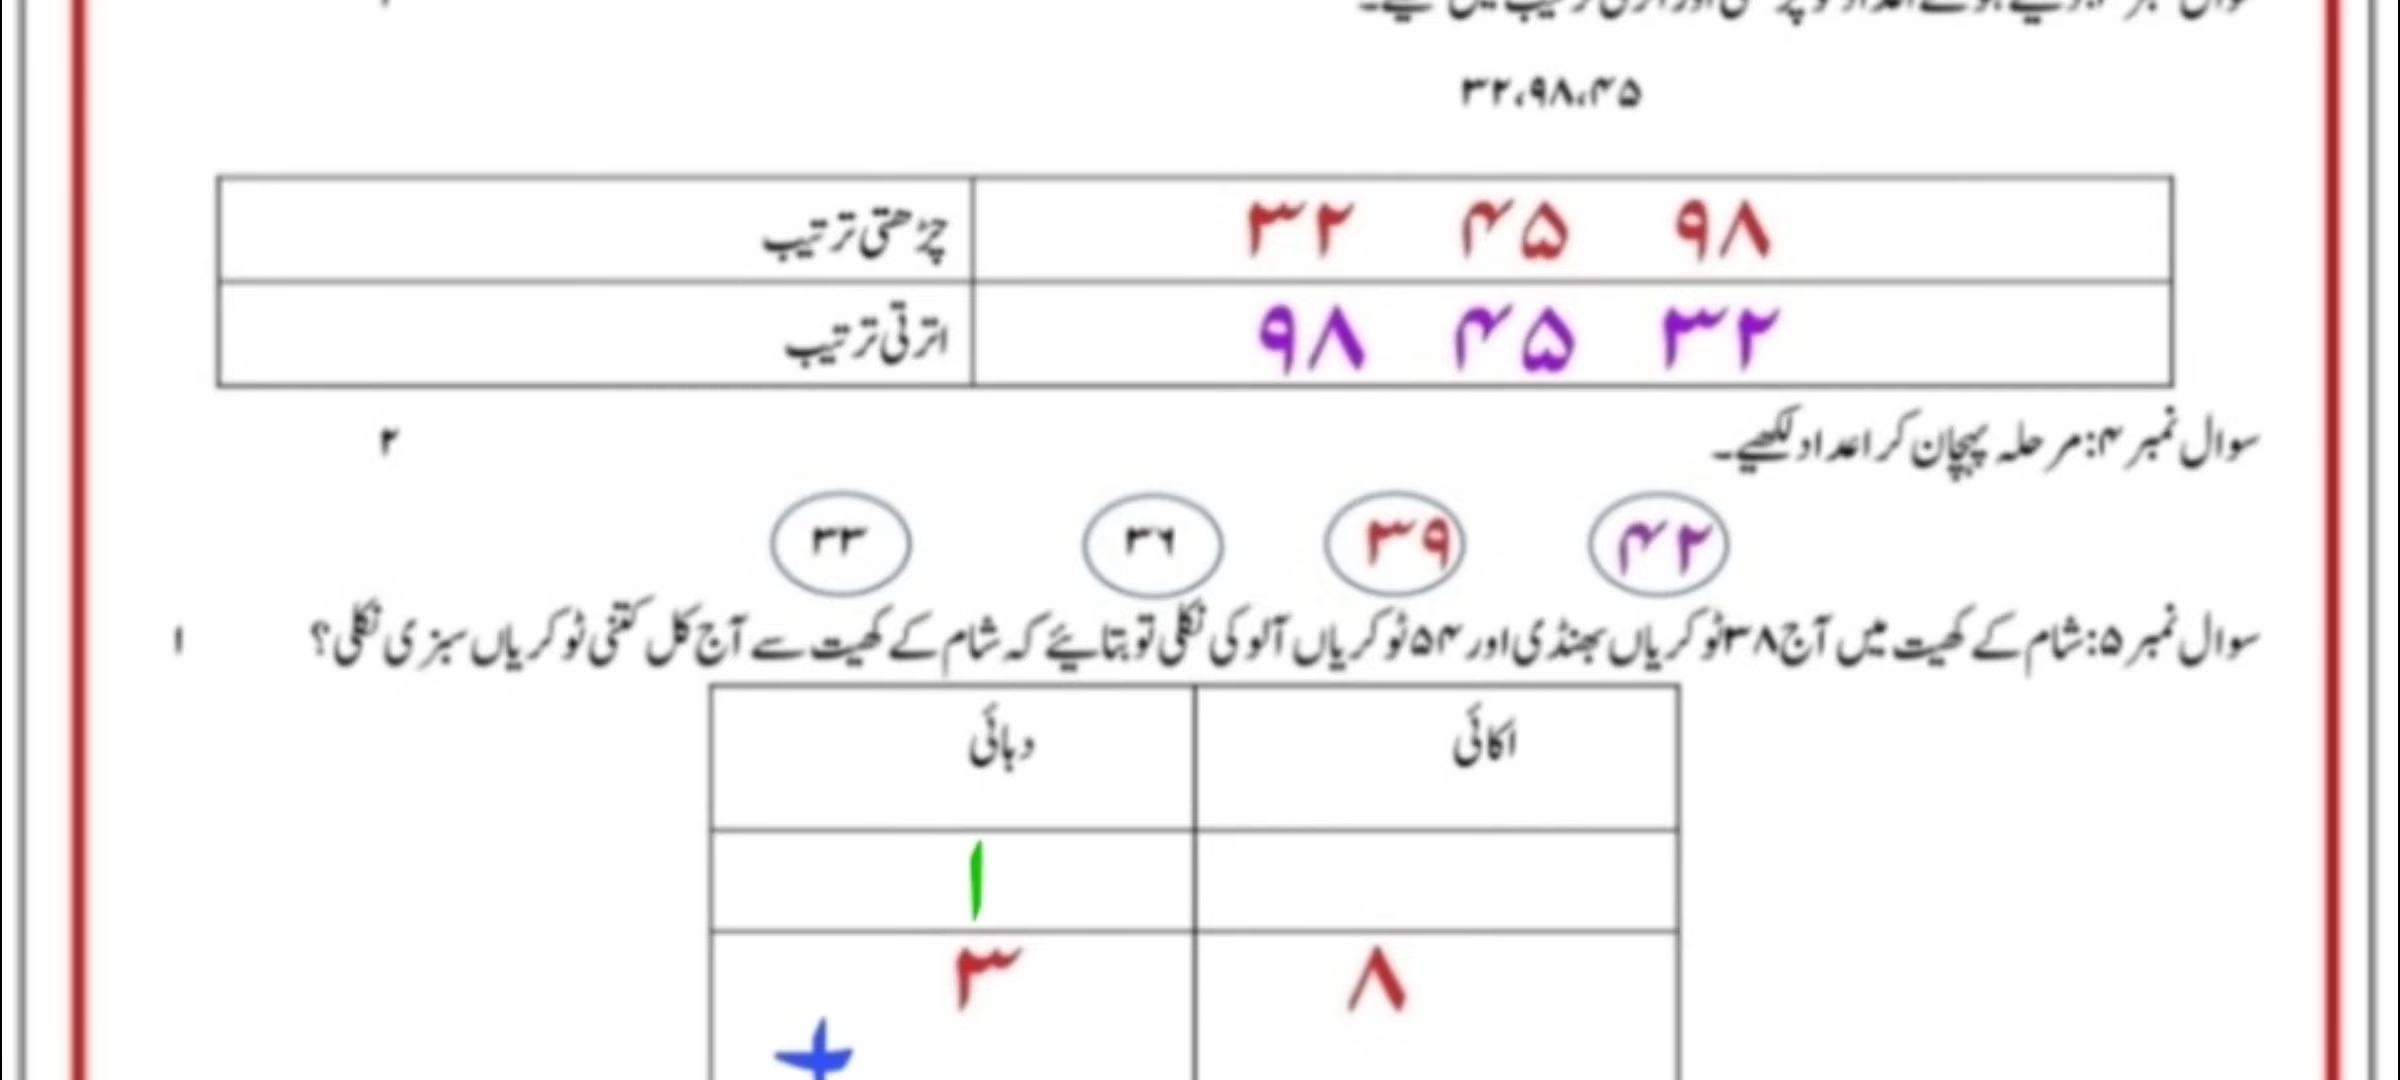 ۳۲،۹۸،۴۵
چڑھتی ترتیب ۳۲ ۴۵ ۹۸
اترتی ترتیب ۹۸ ۴۵ ۳۲
سوال نمبر ۴: مرحلہ پہچان کر اعداد لکھیے۔ ۲
۳۳ ۳۶ ۳۹ ۴۲
سوال نمبر ۵: شام کے کھیت میں آج ۳۸ ٹوکریاں بھنڈی اور ۵۴ ٹوکریاں آلو کی نکلی تو بتائیے کہ شام کے کھیت سے آج کل کتنی ٹوکریاں سبزی نکلی؟ ۱
دہائی اکائی
۱
۳ ۸
+